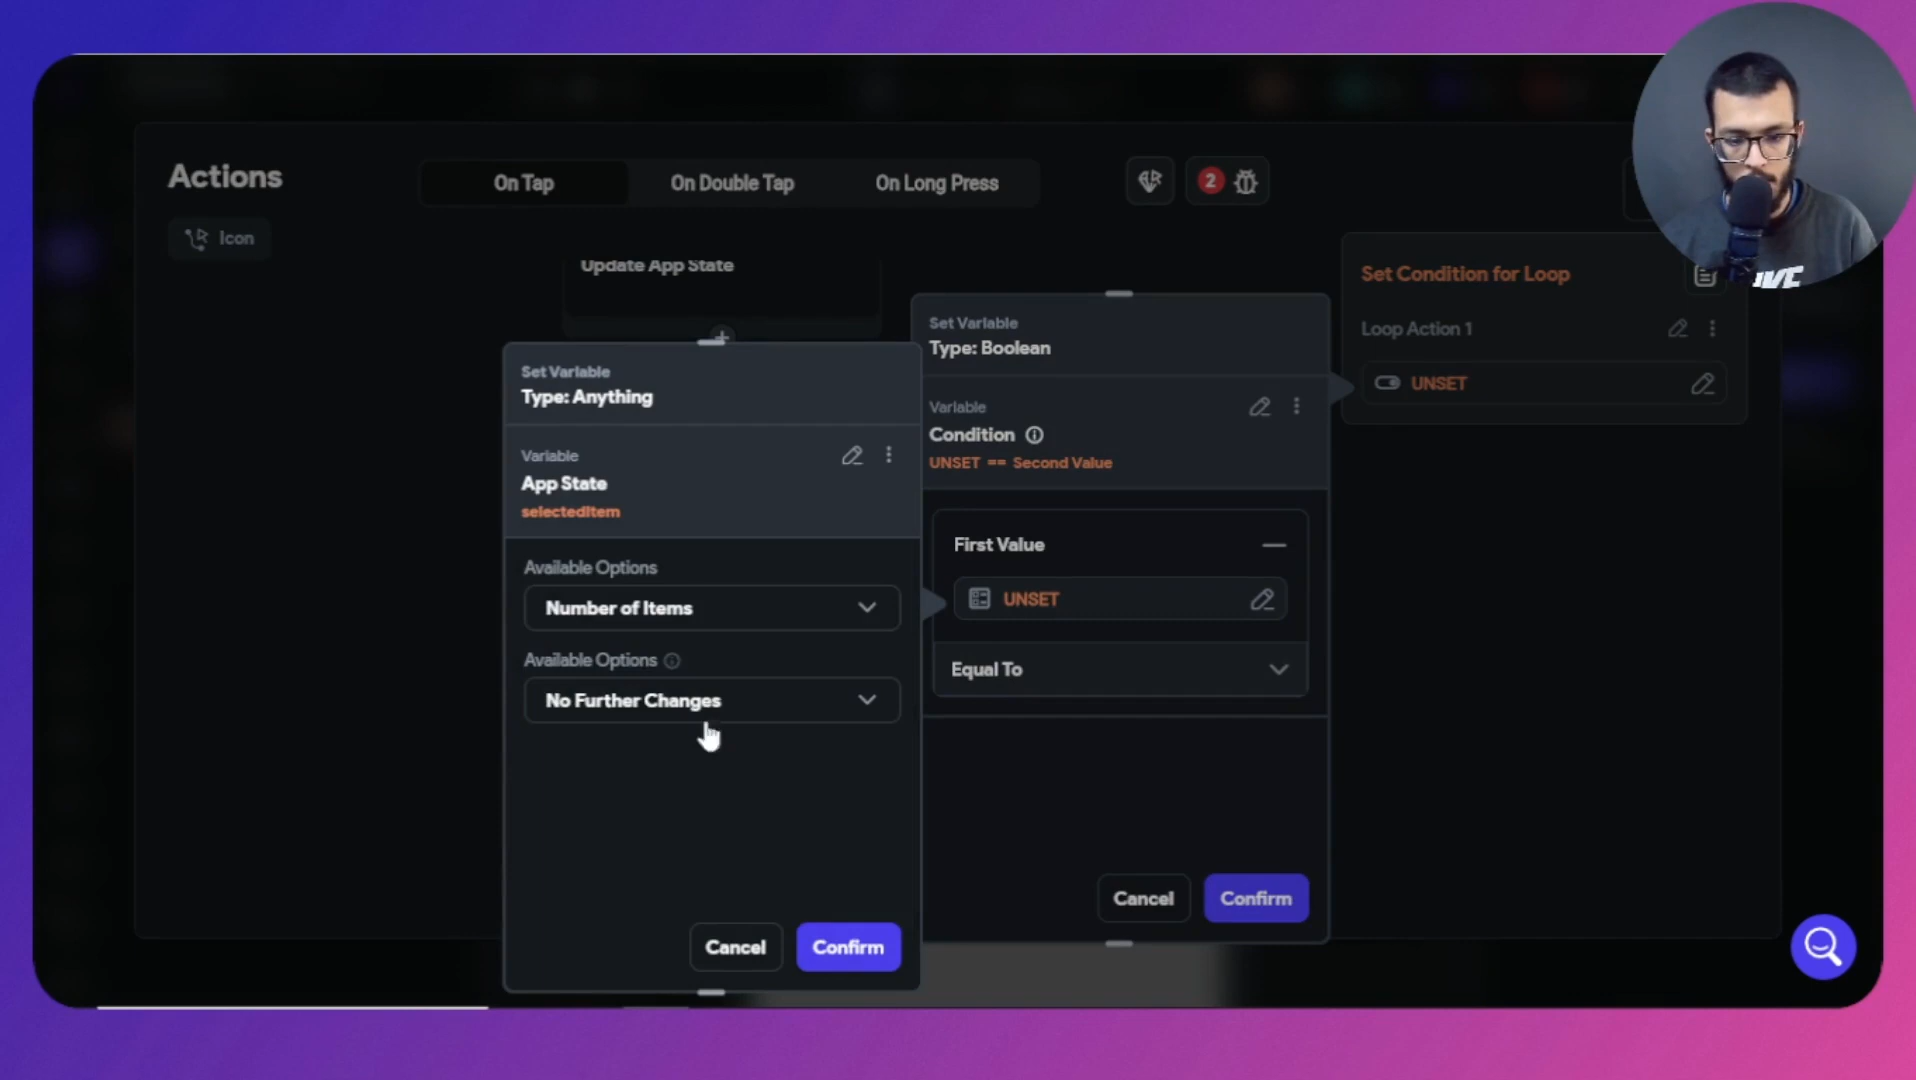 Actions
On Tap
On Double Tap
On Long Press
2
Icon
Update App State
Set Condition for Loop
Loop Action 1
UNSET
Set Variable
Type: Boolean
Variable
Condition
UNSET == Second Value
First Value
UNSET
Equal To
Cancel
Confirm
Set Variable
Type: Anything
Variable
App State
selectedItem
Available Options
Number of Items
Available Options
No Further Changes
Cancel
Confirm